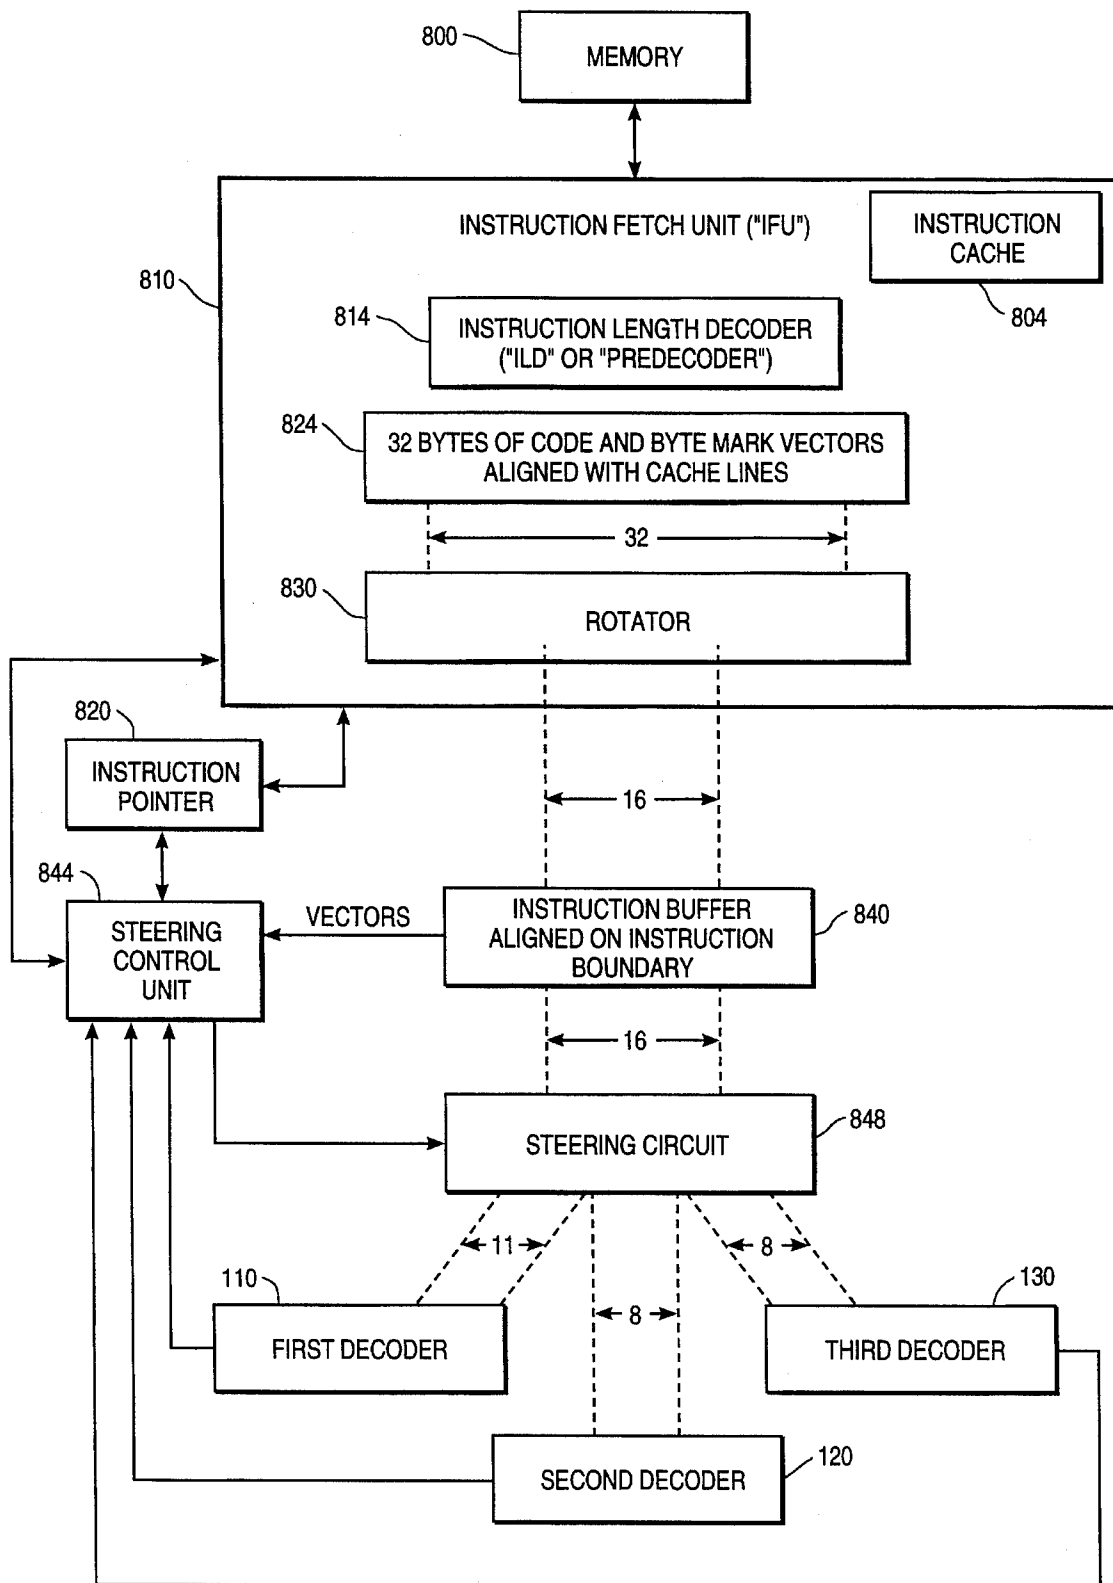 800
MEMORY
INSTRUCTION FETCH UNIT ("IFU")
INSTRUCTION
CACHE
804
810
814
INSTRUCTION LENGTH DECODER
("ILD" OR "PREDECODER")
824
32 BYTES OF CODE AND BYTE MARK VECTORS
ALIGNED WITH CACHE LINES
32
830
ROTATOR
820
INSTRUCTION
POINTER
16
844
STEERING
CONTROL
UNIT
VECTORS
INSTRUCTION BUFFER
ALIGNED ON INSTRUCTION
BOUNDARY
840
16
STEERING CIRCUIT
848
11
8
8
110
FIRST DECODER
130
THIRD DECODER
SECOND DECODER
120